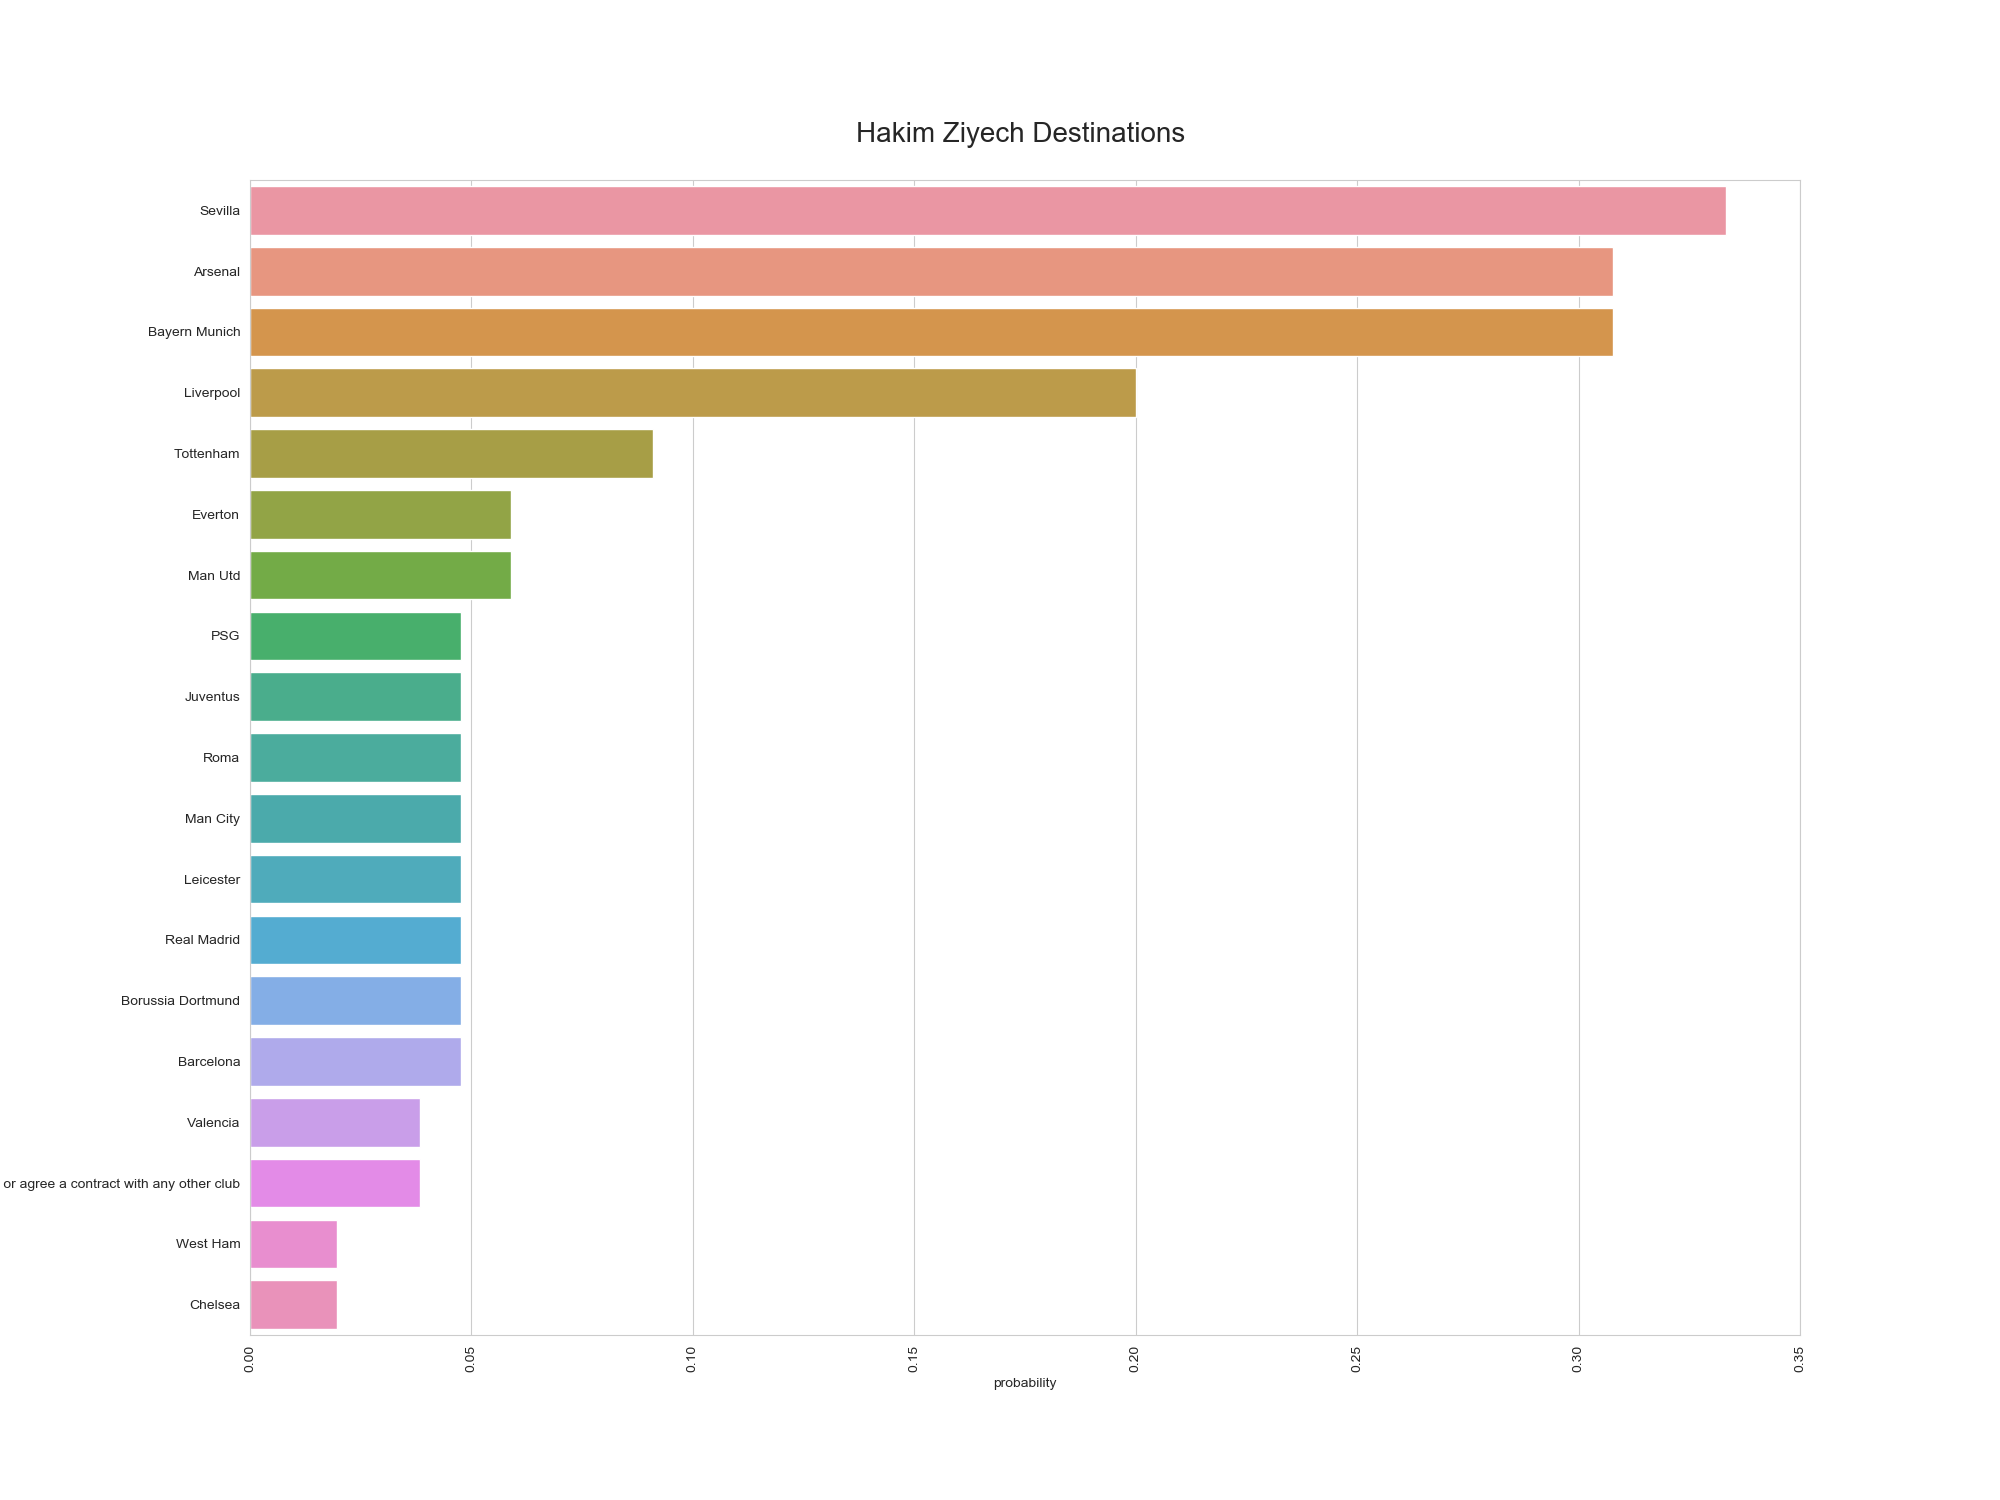 Hakim Ziyech Destinations
Sevilla
Arsenal
Bayern Munich
Liverpool
Tottenham
Everton
Man Utd
PSG
Juventus
Roma
Man City
Leicester
Real Madrid
Borussia Dortmund
Barcelona
Valencia
or agree a contract with any other club
West Ham
Chelsea
0.00 0.05 0.10 0.15 0.20 0.25 0.30 0.35
probability